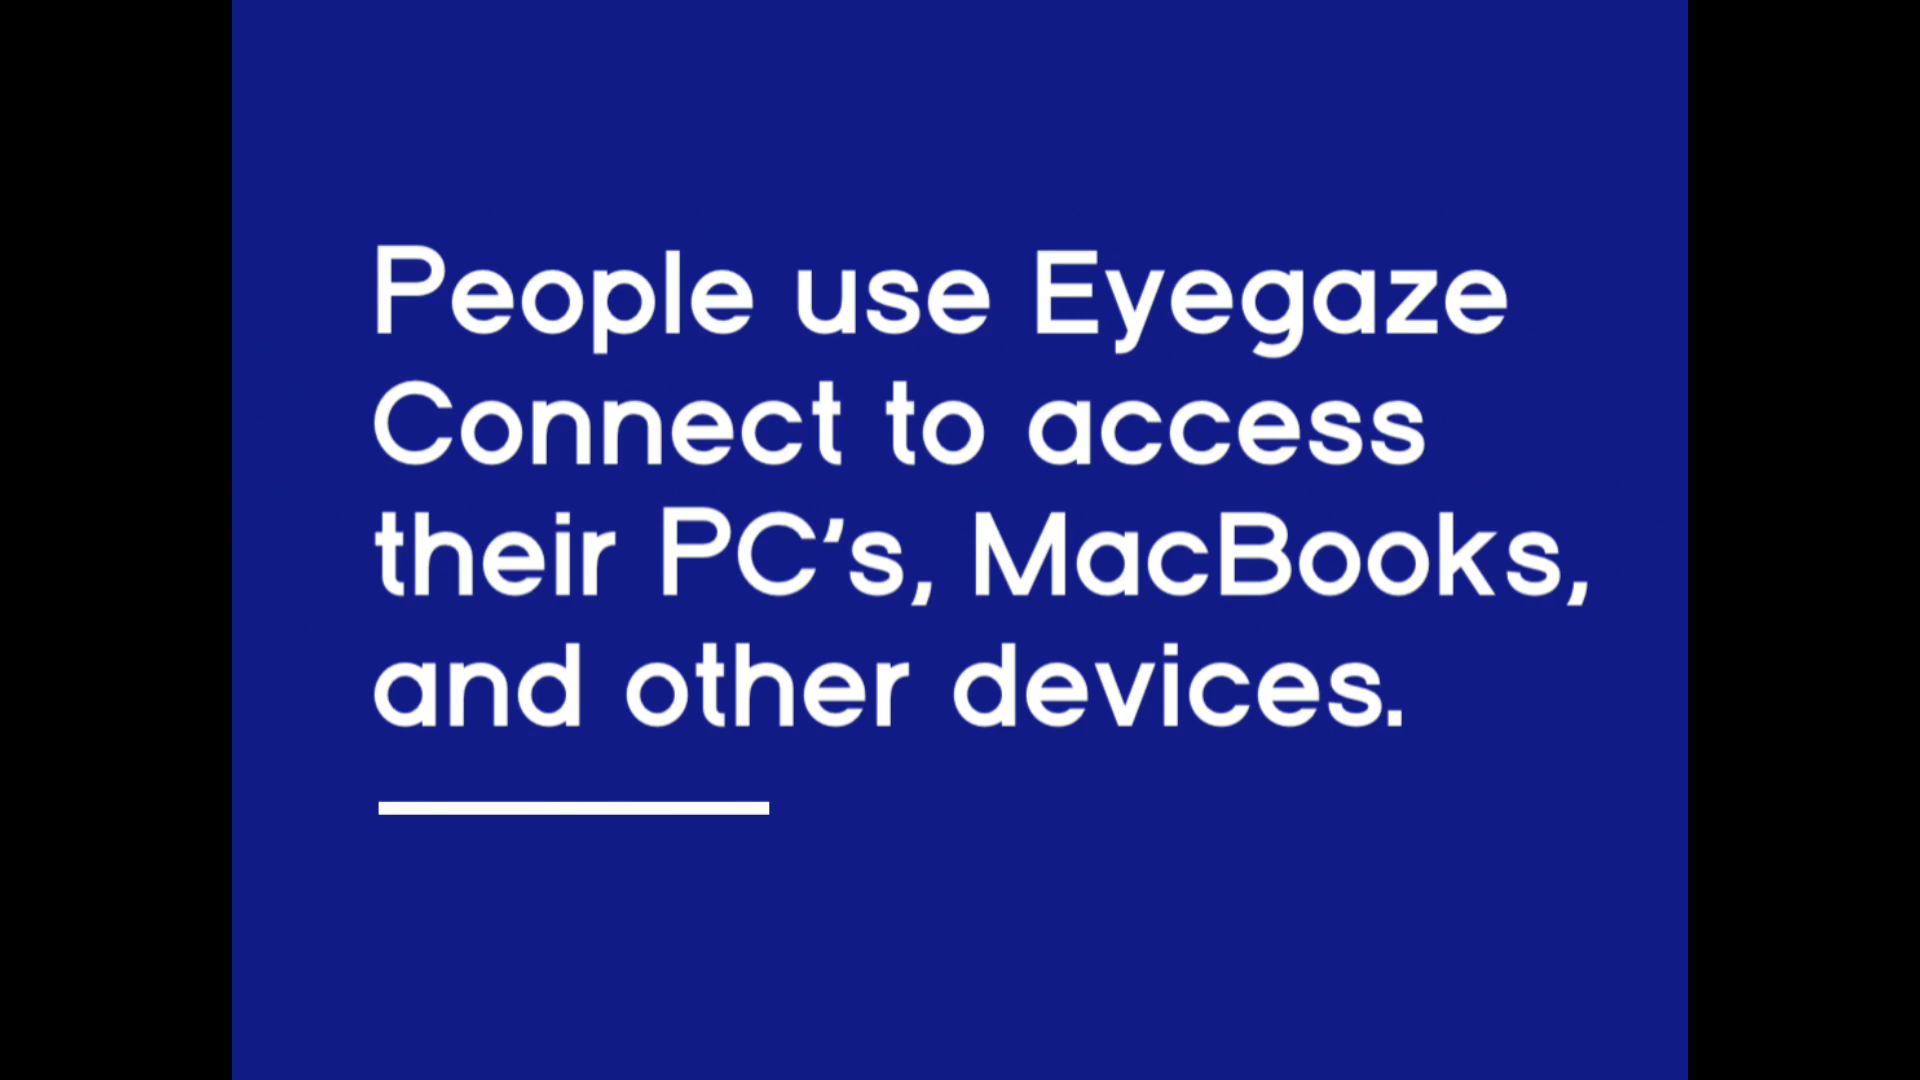 People use Eyegaze
Connect to access
their PC's, MacBooks,
and other devices.